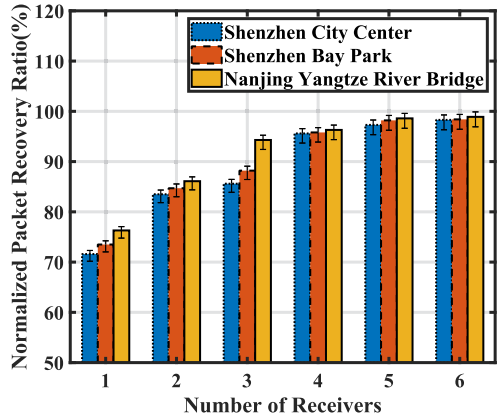 Normalized Packet Recovery Ratio(%)
120
110
100
90
80
70
60
50
Shenzhen City Center
Shenzhen Bay Park
Nanjing Yangtze River Bridge
1 2 3 4 5 6
Number of Receivers